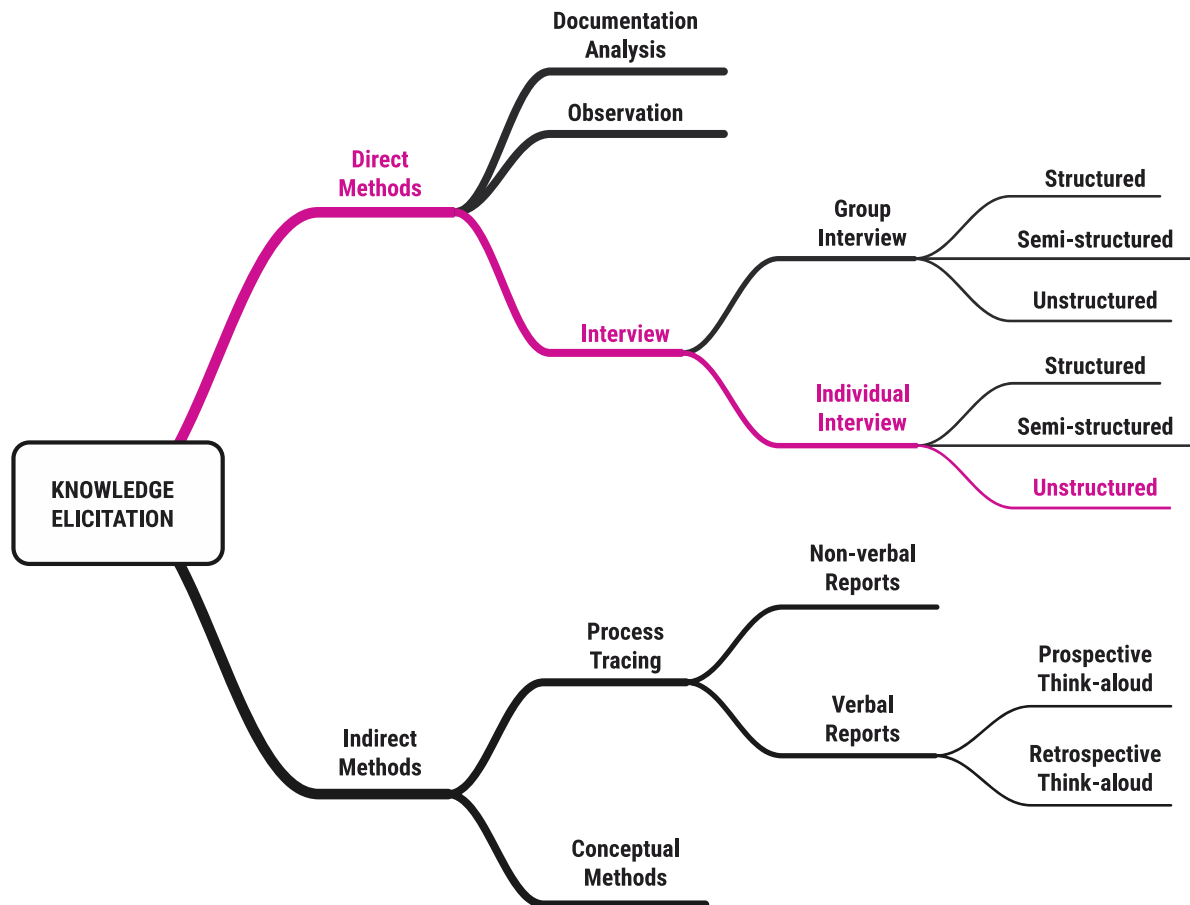 Documentation
Analysis
Observation
Direct
Methods
Structured
Group
Interview
Semi-structured
Unstructured
Interview
Structured
Individual
Interview
Semi-structured
Unstructured
KNOWLEDGE
ELICITATION
Non-verbal
Reports
Process
Tracing
Prospective
Think-aloud
Verbal
Reports
Indirect
Methods
Retrospective
Think-aloud
Conceptual
Methods